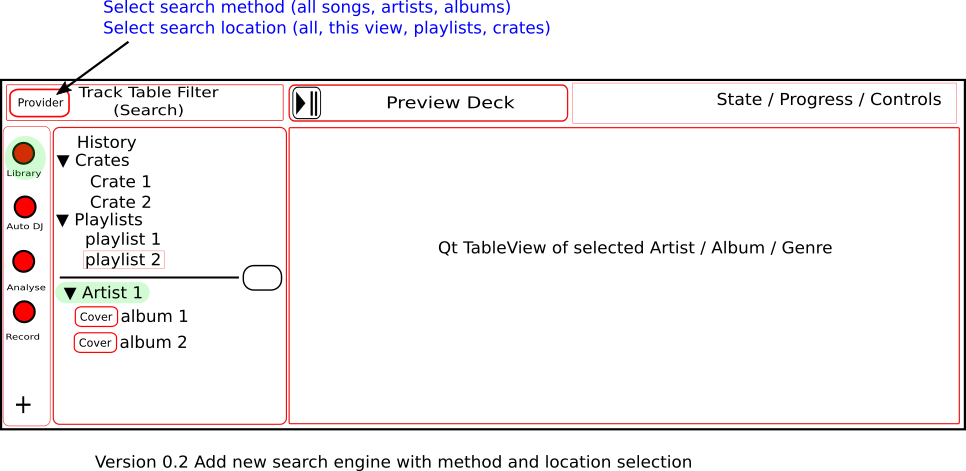 Select search method (all songs, artists, albums)
Select search location (all, this view, playlists, crates)
Provider
Track Table Filter
(Search)
Preview Deck
State / Progress / Controls
Library
Auto DJ
Analyse
Record
+
History
▼ Crates
Crate 1
Crate 2
▼ Playlists
playlist 1
playlist 2
▼ Artist 1
Cover album 1
Cover album 2
Qt TableView of selected Artist / Album / Genre
Version 0.2 Add new search engine with method and location selection